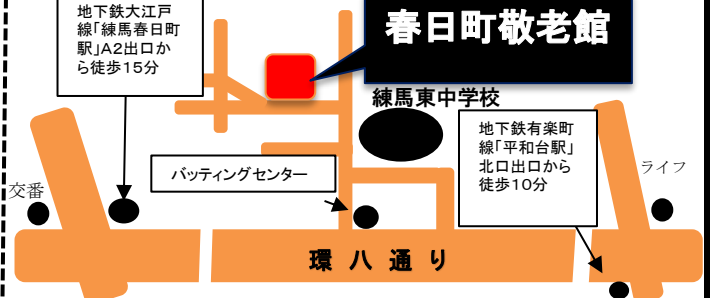 地下鉄大江戸
線「練馬春日町
駅」A2出口か
ら徒歩15分
春日町敬老館
練馬東中学校
地下鉄有楽町
線「平和台駅」
北口出口から
徒歩10分
バッティングセンター
ライフ
交番
環八通り